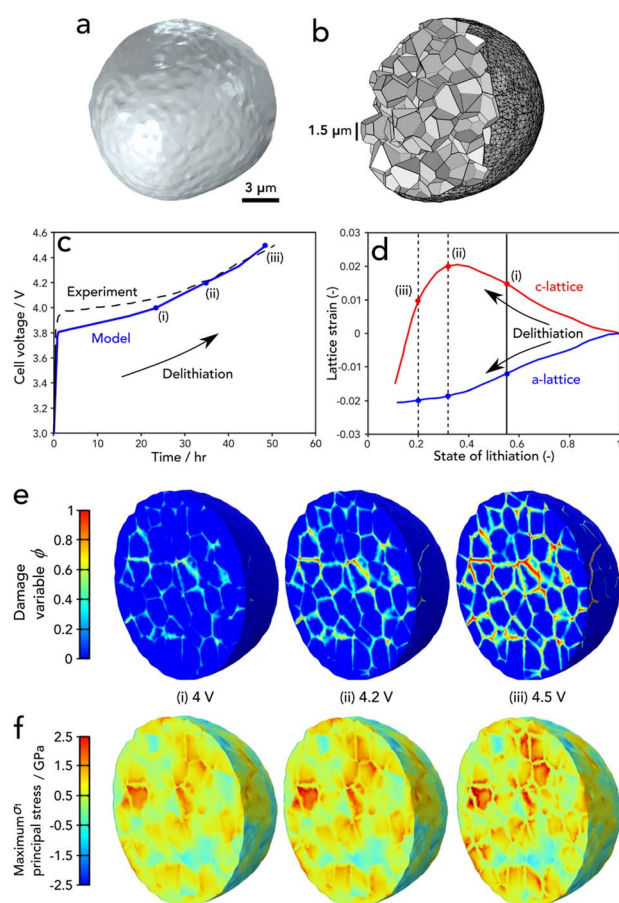 a
3 µm
b
1.5 µm
c
Cell voltage / V
4.6
4.4
4.2
4.0
3.8
3.6
3.4
3.2
3.0
Experiment
Model
Delithiation
(i)
(ii)
(iii)
0 10 20 30 40 50 60
Time / hr
d
Lattice strain (-)
0.03
0.02
0.01
0
-0.01
-0.02
-0.03
(iii)
(ii)
(i)
c-lattice
Delithiation
a-lattice
0 0.2 0.4 0.6 0.8 1
State of lithiation (-)
e
Damage
variable ϕ
1
0.8
0.6
0.4
0.2
0
(i) 4 V
(ii) 4.2 V
(iii) 4.5 V
f
Maximum σ
principal stress / GPa
2.5
1.5
0.5
-0.5
-1.5
-2.5